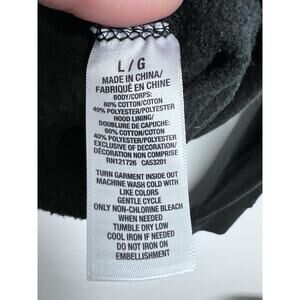 L / G
MADE IN CHINA/
FABRIQUÉ EN CHINE
BODY/CORPS:
60% COTTON/COTON
40% POLYESTER/POLYESTER
HOOD LINING/
DOUBLURE DE CAPUCHE:
60% COTTON/COTON
40% POLYESTER/POLYESTER
EXCLUSIVE OF DECORATION/
DÉCORATION NON COMPRISE
RN121726 CA53201
TURN GARMENT INSIDE OUT
MACHINE WASH COLD WITH
LIKE COLORS
GENTLE CYCLE
ONLY NON-CHLORINE BLEACH
WHEN NEEDED
TUMBLE DRY LOW
COOL IRON IF NEEDED
DO NOT IRON ON
EMBELLISHMENT